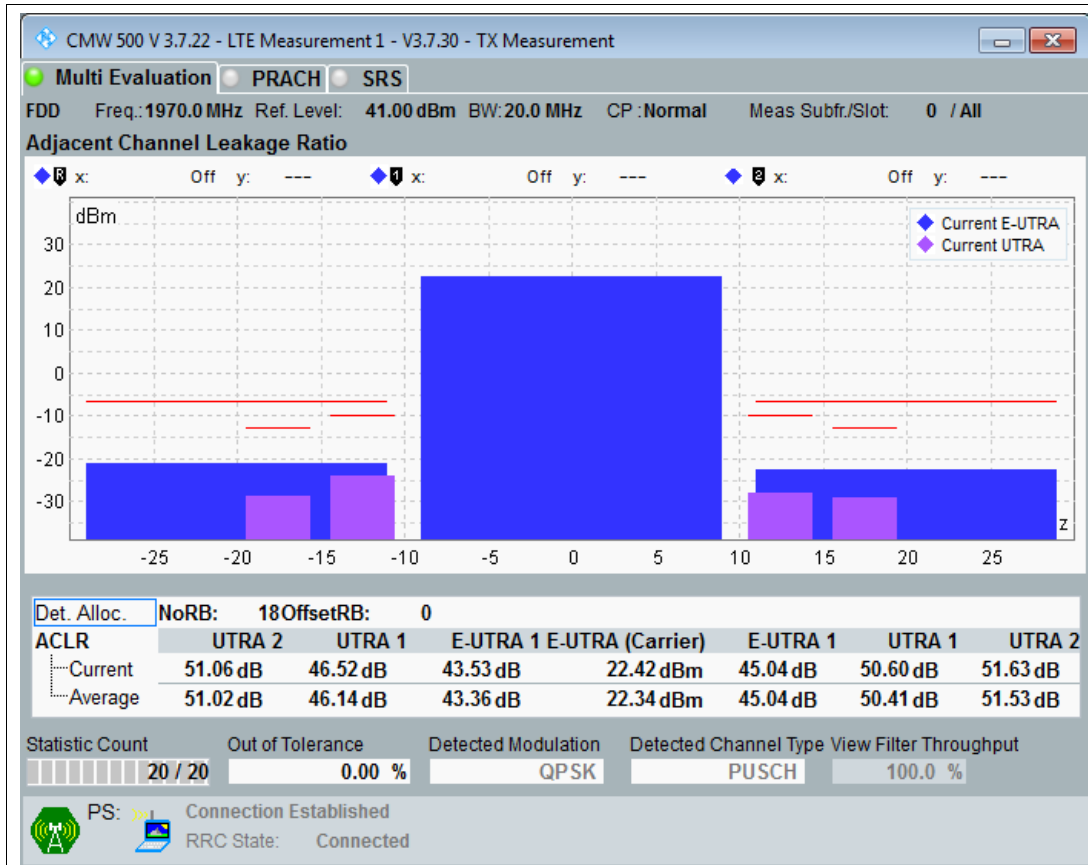 CMW 500 V 3.7.22 - LTE Measurement 1 - V3.7.30 - TX Measurement
Multi Evaluation PRACH SRS
FDD Freq.: 1970.0 MHz Ref. Level: 41.00 dBm BW: 20.0 MHz CP : Normal Meas Subfr./Slot: 0 / All
Adjacent Channel Leakage Ratio
R x: Off y: --- 1 x: Off y: --- 2 x: Off y: ---
dBm
Current E-UTRA
Current UTRA
30
20
10
0
-10
-20
-30
z
-25 -20 -15 -10 -5 0 5 10 15 20 25
Det. Alloc. NoRB: 18 OffsetRB: 0
ACLR UTRA 2 UTRA 1 E-UTRA 1 E-UTRA (Carrier) E-UTRA 1 UTRA 1 UTRA 2
Current 51.06 dB 46.52 dB 43.53 dB 22.42 dBm 45.04 dB 50.60 dB 51.63 dB
Average 51.02 dB 46.14 dB 43.36 dB 22.34 dBm 45.04 dB 50.41 dB 51.53 dB
Statistic Count Out of Tolerance Detected Modulation Detected Channel Type View Filter Throughput
20 / 20 0.00 % QPSK PUSCH 100.0 %
PS: Connection Established
RRC State: Connected